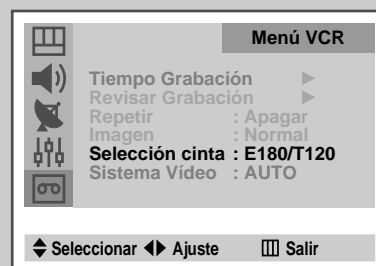 Menú VCR
Tiempo Grabación
Revisar Grabación
Repetir : Apagar
Imagen : Normal
Selección cinta : E180/T120
Sistema Vídeo : AUTO
Seleccionar Ajuste Salir